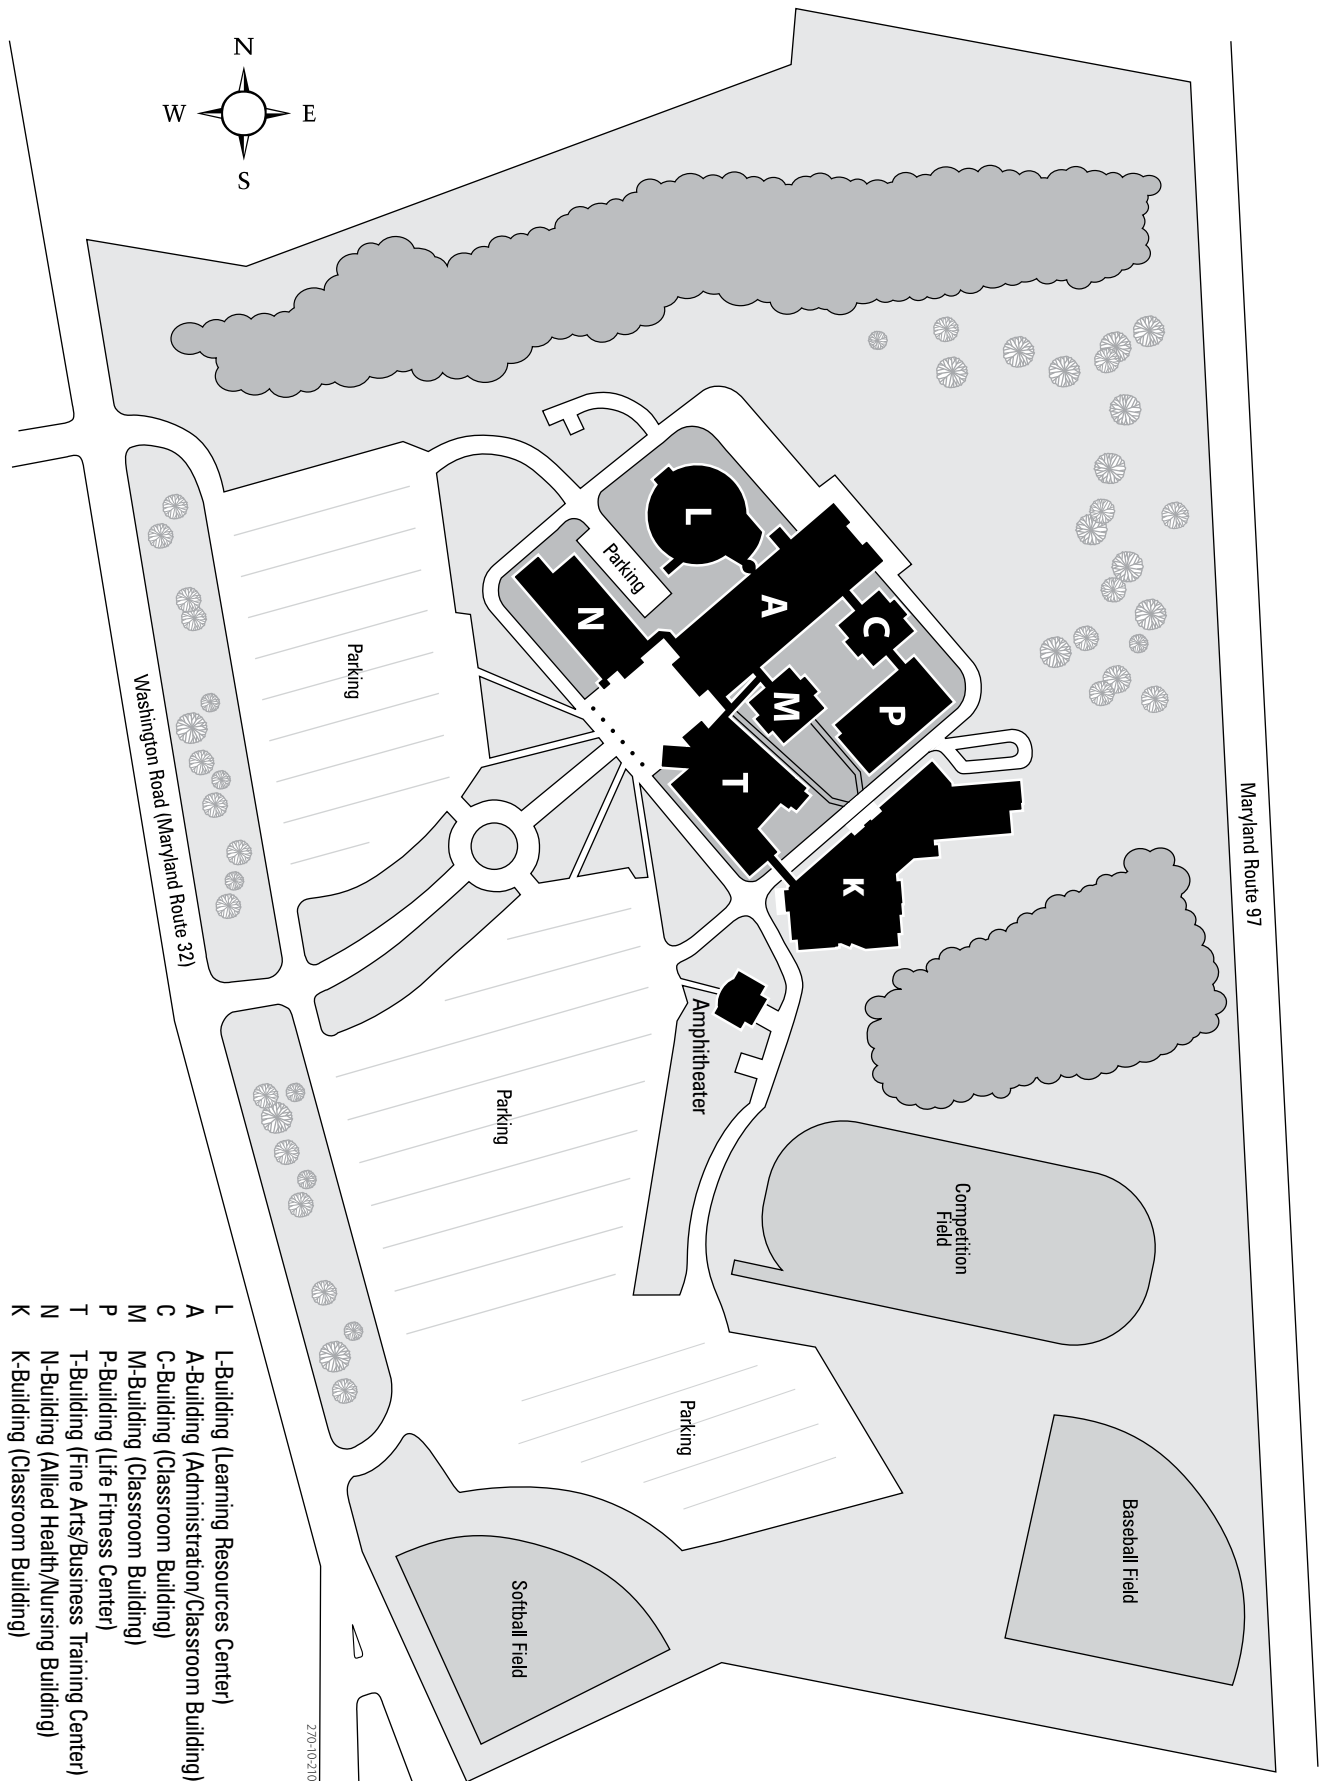 N
W
E
S
L
Parking
N
A
C
M
P
T
K
Parking
Washington Road (Maryland Route 32)
Maryland Route 97
Amphitheater
Parking
Competition
Field
Parking
Baseball Field
Softball Field
L L-Building (Learning Resources Center)
A A-Building (Administration/Classroom Building)
C C-Building (Classroom Building)
M M-Building (Classroom Building)
P P-Building (Life Fitness Center)
T T-Building (Fine Arts/Business Training Center)
N N-Building (Allied Health/Nursing Building)
K K-Building (Classroom Building)
270-10-210